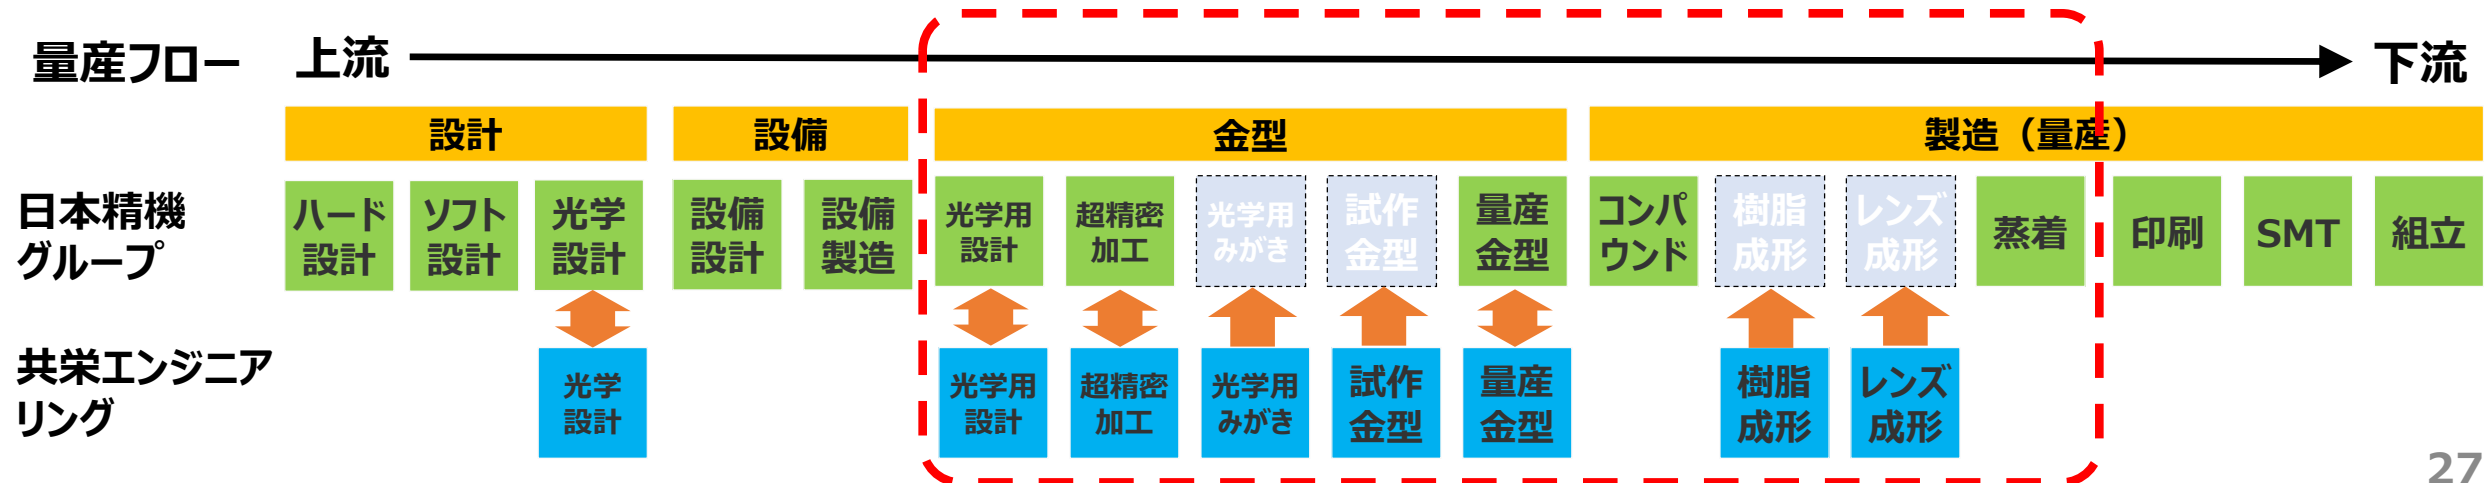 量産フロー
上流
下流
設計
設備
金型
製造（量産）
日本精機
グループ
ハード
設計
ソフト
設計
光学
設計
設備
設計
設備
製造
光学用
設計
超精密
加工
光学用
みがき
試作
金型
量産
金型
コンパ
ウンド
樹脂
成形
レンズ
成形
蒸着
印刷
SMT
組立
共栄エンジニア
リング
光学
設計
光学用
設計
超精密
加工
光学用
みがき
試作
金型
量産
金型
樹脂
成形
レンズ
成形
27